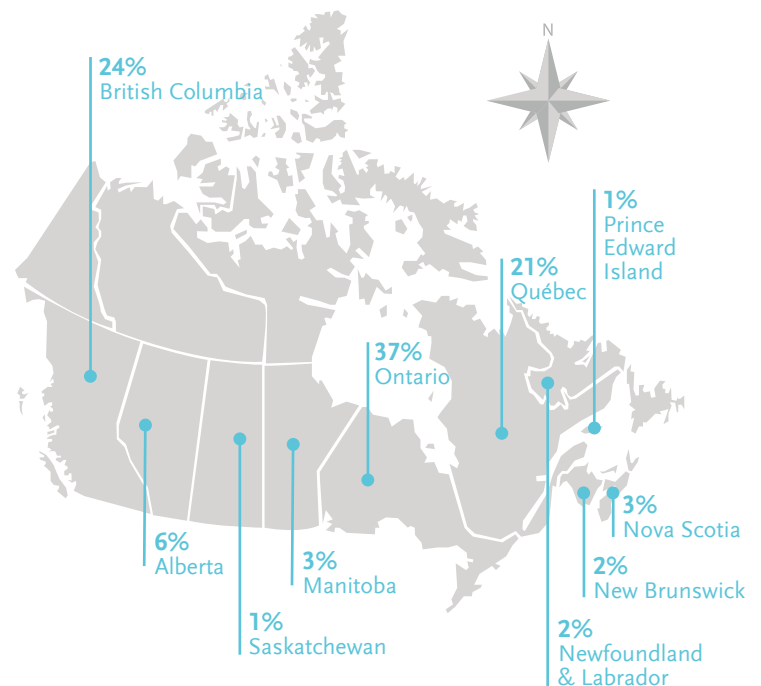 N
24%
British Columbia
1%
Prince
Edward
Island
21%
Québec
37%
Ontario
3%
Nova Scotia
6%
Alberta
3%
Manitoba
2%
New Brunswick
1%
Saskatchewan
2%
Newfoundland
& Labrador